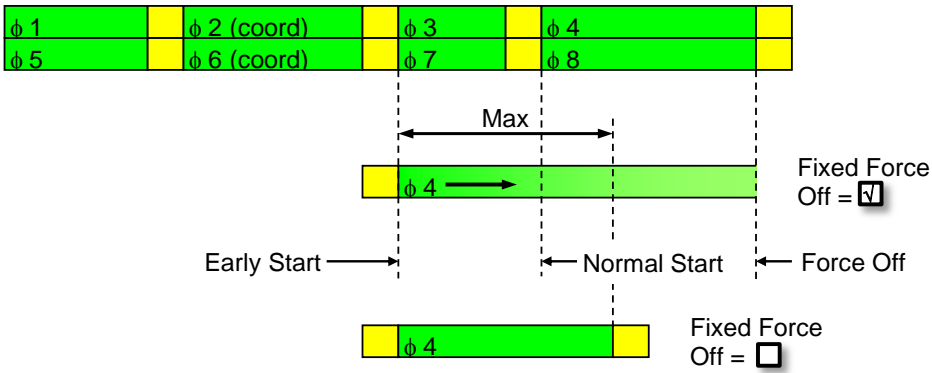 ϕ 1 ϕ 2 (coord) ϕ 3 ϕ 4
ϕ 5 ϕ 6 (coord) ϕ 7 ϕ 8
Max
ϕ 4
Fixed Force
Off = √
Early Start
Normal Start
Force Off
ϕ 4
Fixed Force
Off =